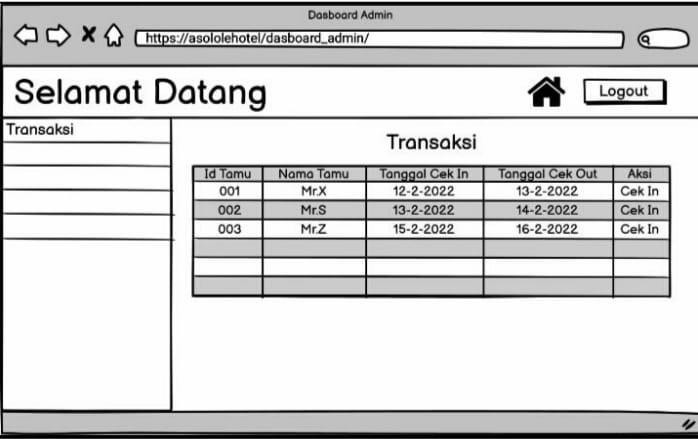 Dasboard Admin
https://asololehotel/dasboard_admin/
Selamat Datang
Logout
Transaksi
Transaksi
Id Tamu Nama Tamu Tanggal Cek In Tanggal Cek Out Aksi
001 Mr.X 12-2-2022 13-2-2022 Cek In
002 Mr.S 13-2-2022 14-2-2022 Cek In
003 Mr.Z 15-2-2022 16-2-2022 Cek In